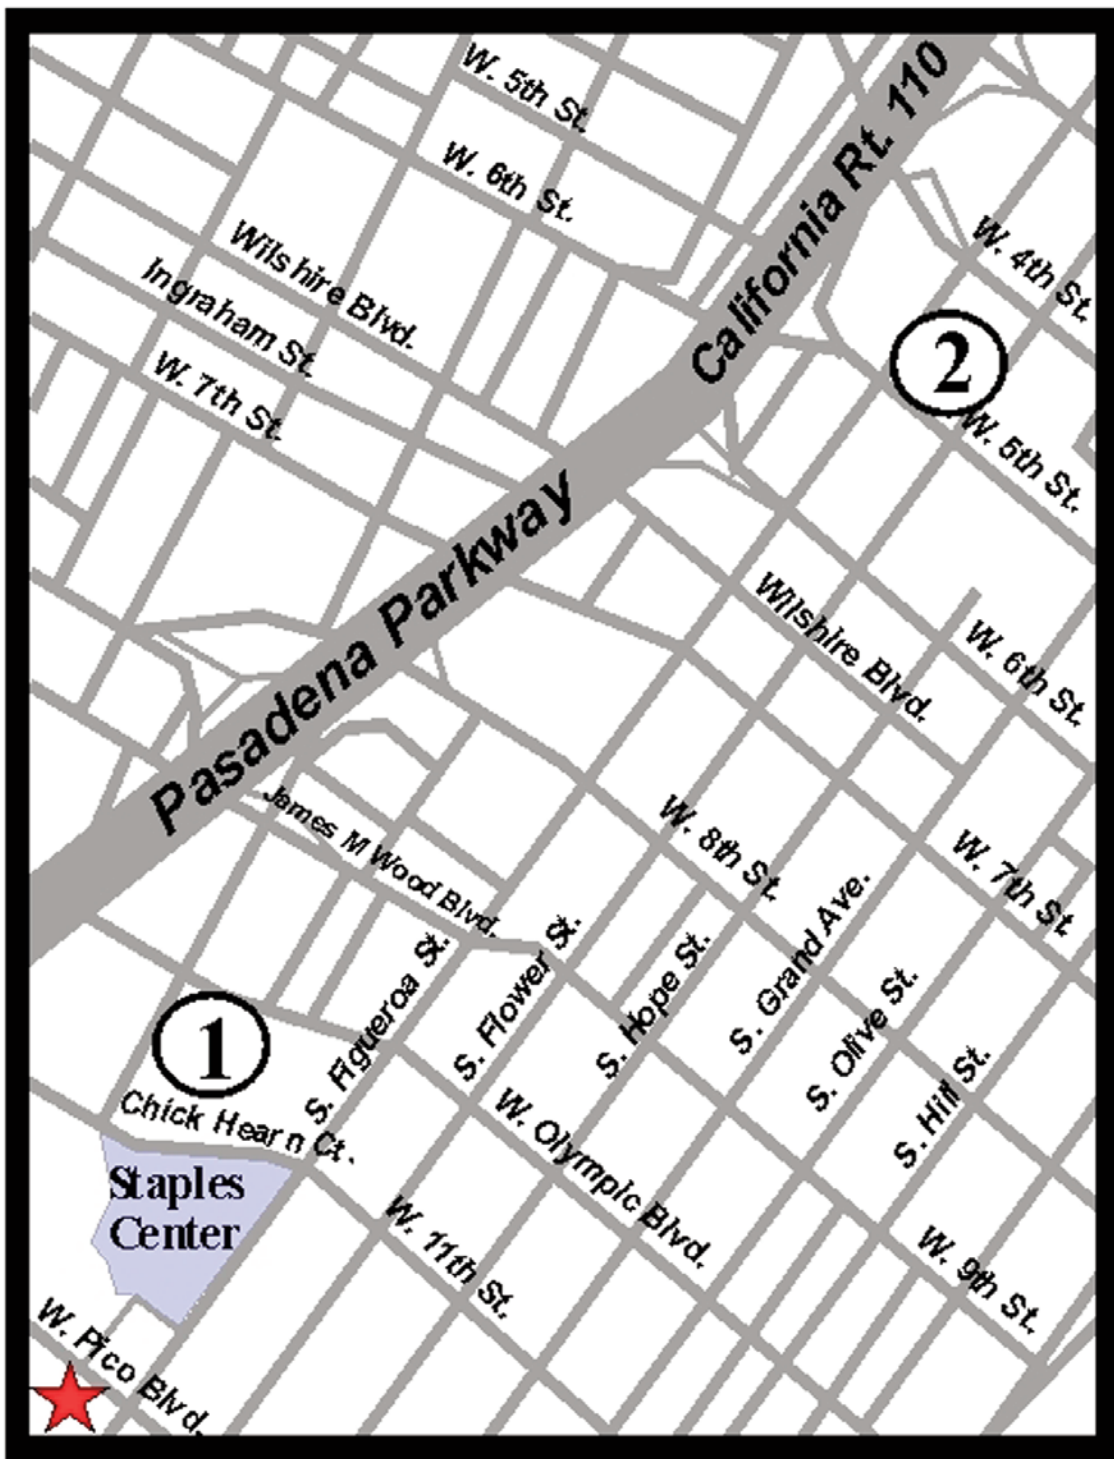 W. 5th St.
California Rt. 110
W. 6th St.
W. 4th St.
Wilshire Blvd.
Ingraham St.
2
W. 7th St.
W. 5th St.
Pasadena Parkway
Wilshire Blvd.
W. 6th St.
James M Wood Blvd.
W. 8th St.
W. 7th St.
S. Figueroa St.
S. Flower St.
S. Hope St.
S. Grand Ave.
S. Olive St.
S. Hill St.
1
Chick Hearn Ct.
W. Olympic Blvd.
Staples
Center
W. 11th St.
W. 9th St.
W. Pico Blvd.